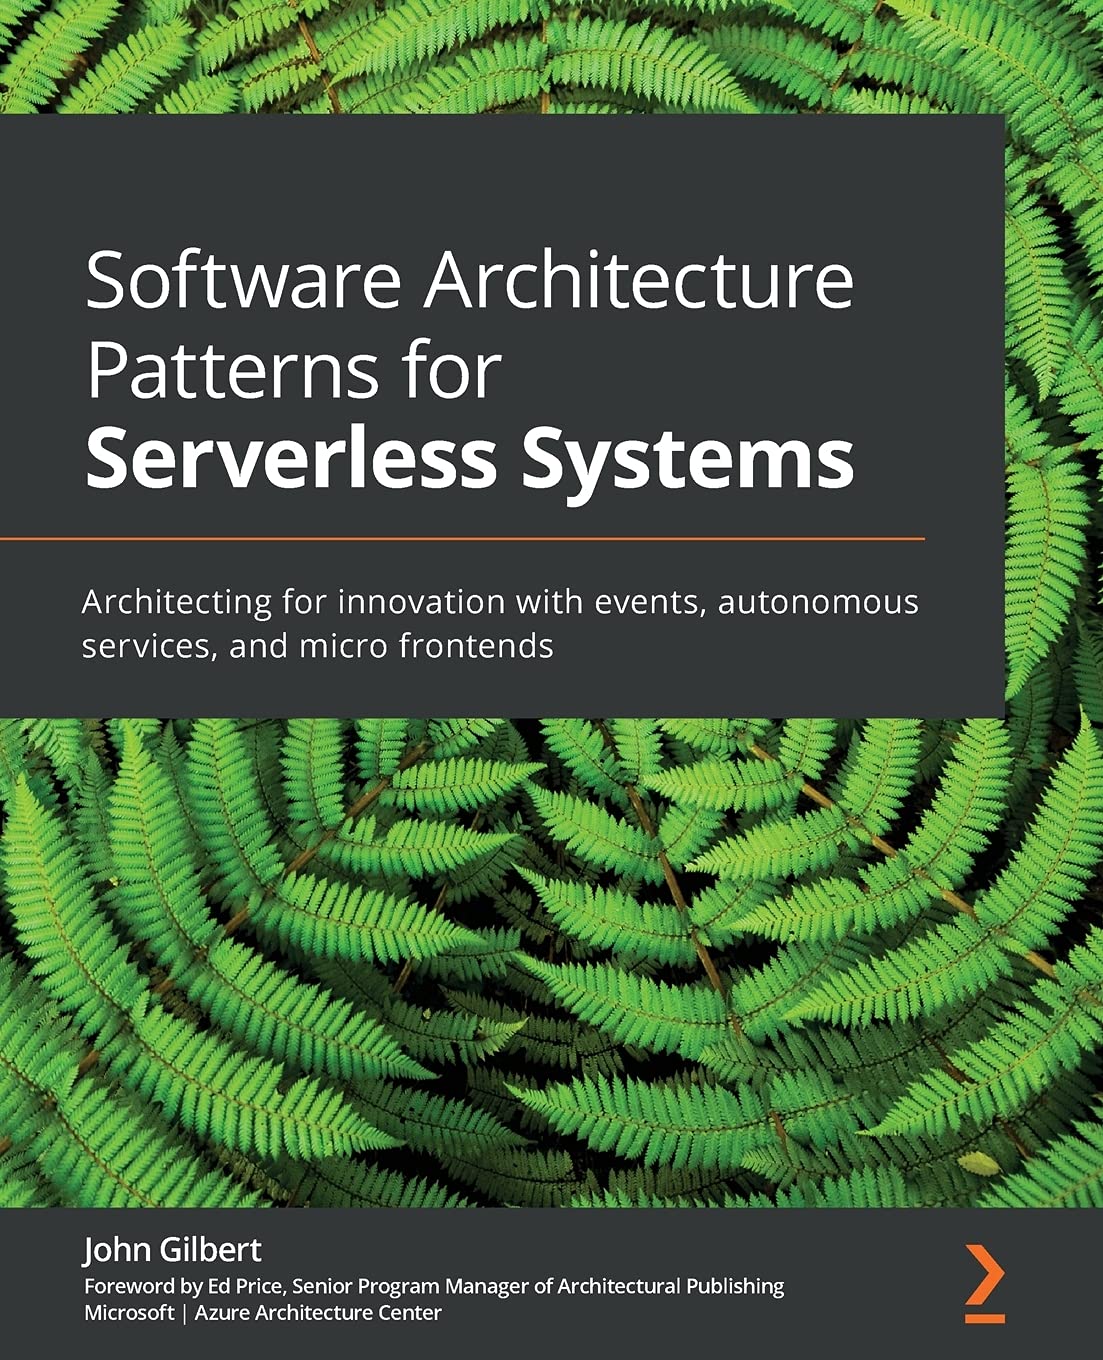 Software Architecture
Patterns for
Serverless Systems
Architecting for innovation with events, autonomous
services, and micro frontends
John Gilbert
Foreword by Ed Price, Senior Program Manager of Architectural Publishing
Microsoft | Azure Architecture Center